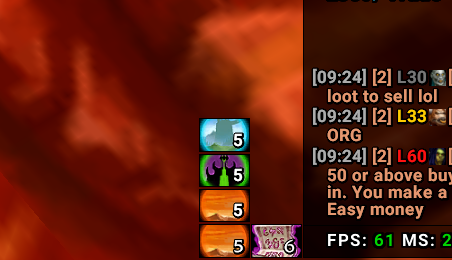 [09:24] [2] L30
loot to sell lol
[09:24] [2] L33
ORG
[09:24] [2] L60
50 or above buy
in. You make a
Easy money
5
5
5
5 6
FPS: 61 MS: 2